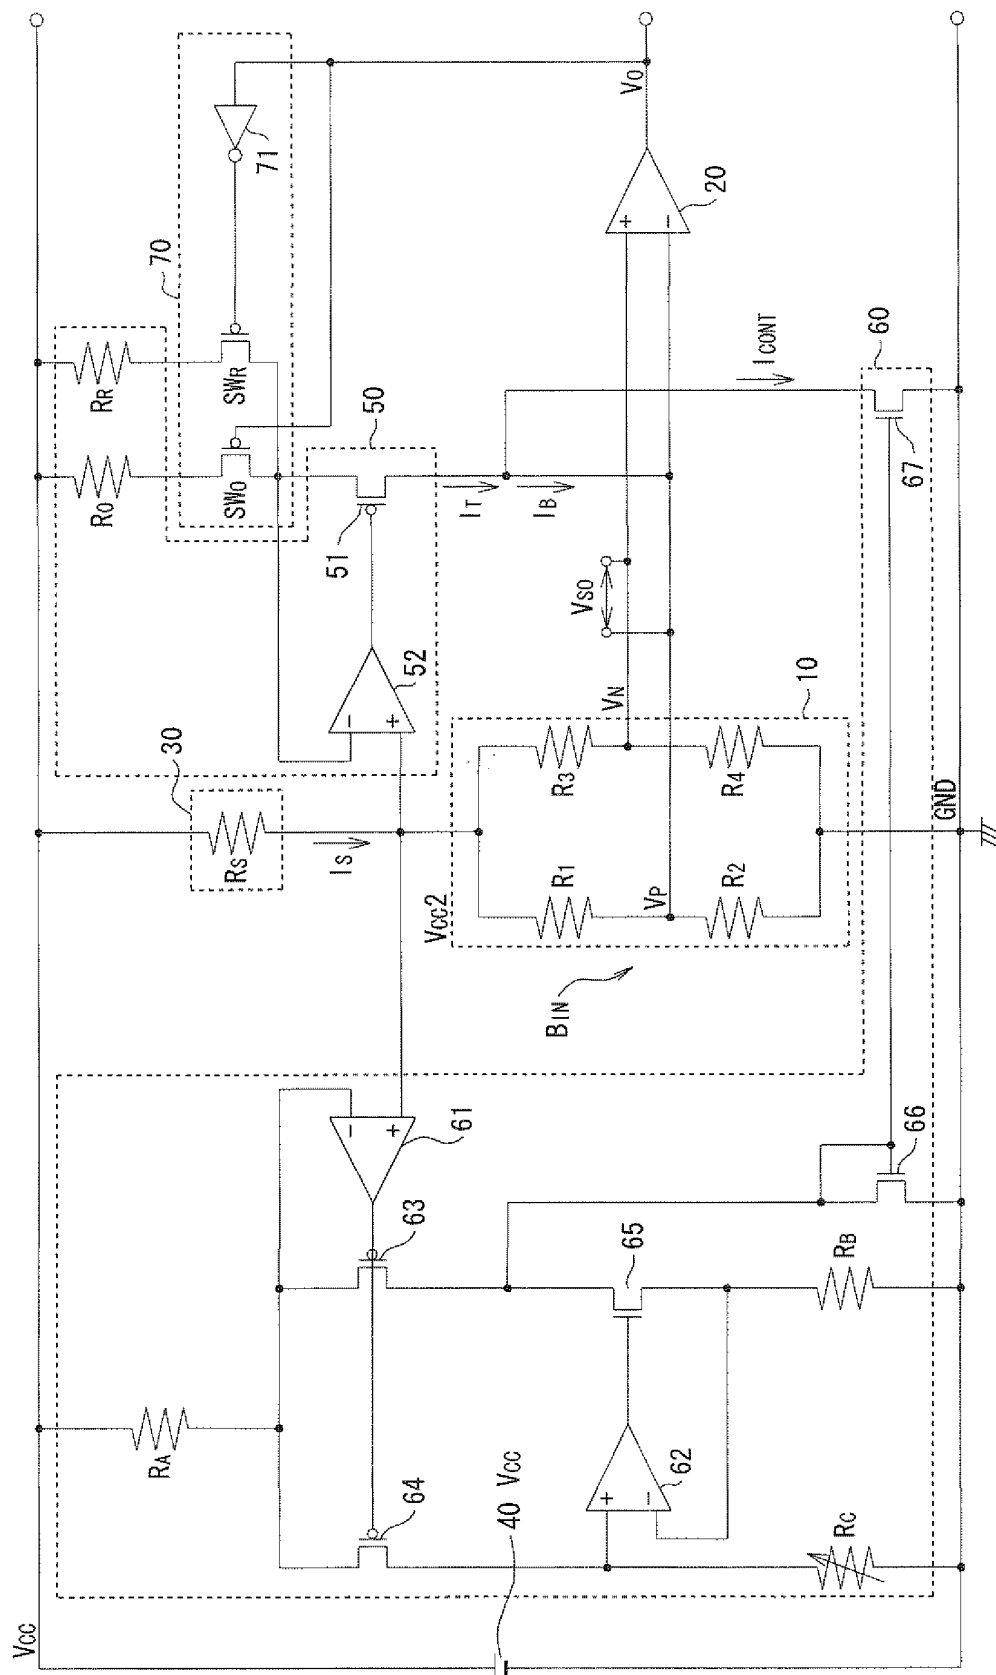 VCC
40 VCC
RA
RC
RB
64
63
62
65
66
61
+
−
−
+
BIN
VCC2
10
R1
R2
R3
R4
VP
VN
VSO
GND
30
RS
IS
52
−
+
51
50
RO
RR
SWO
SWR
70
71
IT
IB
ICONT
60
67
20
+
−
VO